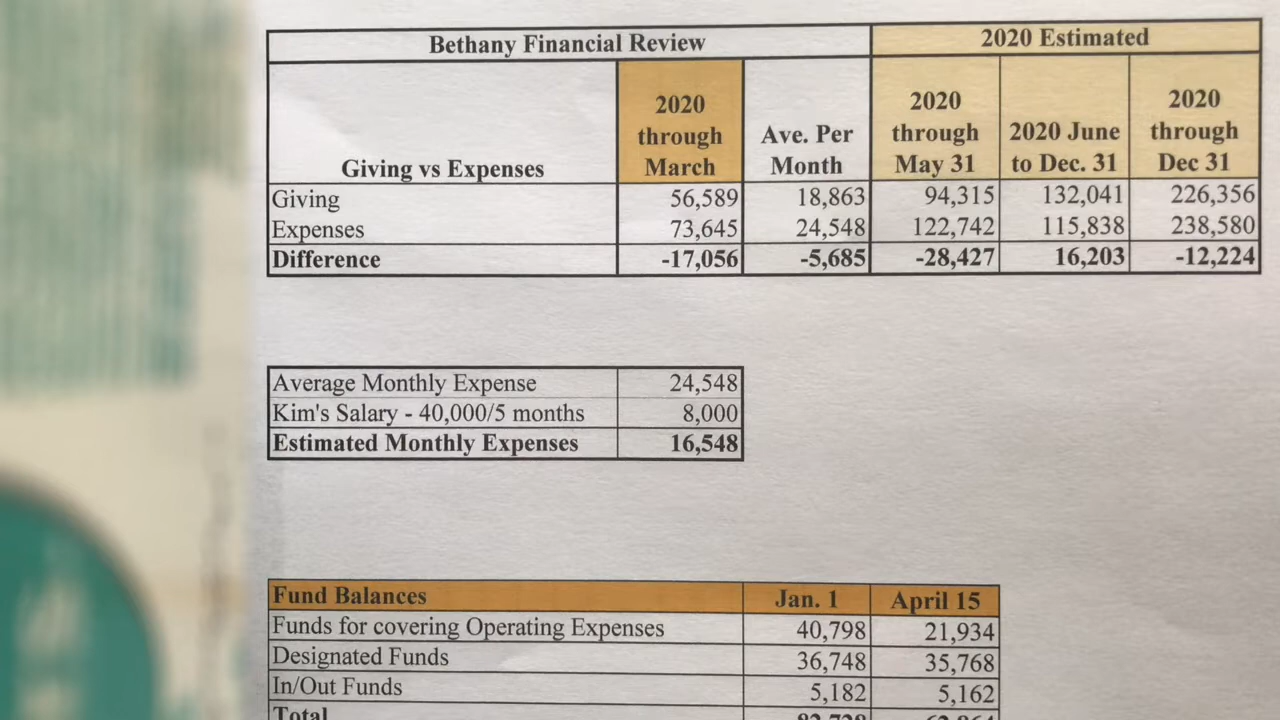 Bethany Financial Review 2020 Estimated
Giving vs Expenses 2020 through March Ave. Per Month 2020 through May 31 2020 June to Dec. 31 2020 through Dec 31
Giving 56,589 18,863 94,315 132,041 226,356
Expenses 73,645 24,548 122,742 115,838 238,580
Difference -17,056 -5,685 -28,427 16,203 -12,224
Average Monthly Expense 24,548
Kim's Salary - 40,000/5 months 8,000
Estimated Monthly Expenses 16,548
Fund Balances Jan. 1 April 15
Funds for covering Operating Expenses 40,798 21,934
Designated Funds 36,748 35,768
In/Out Funds 5,182 5,162
Total